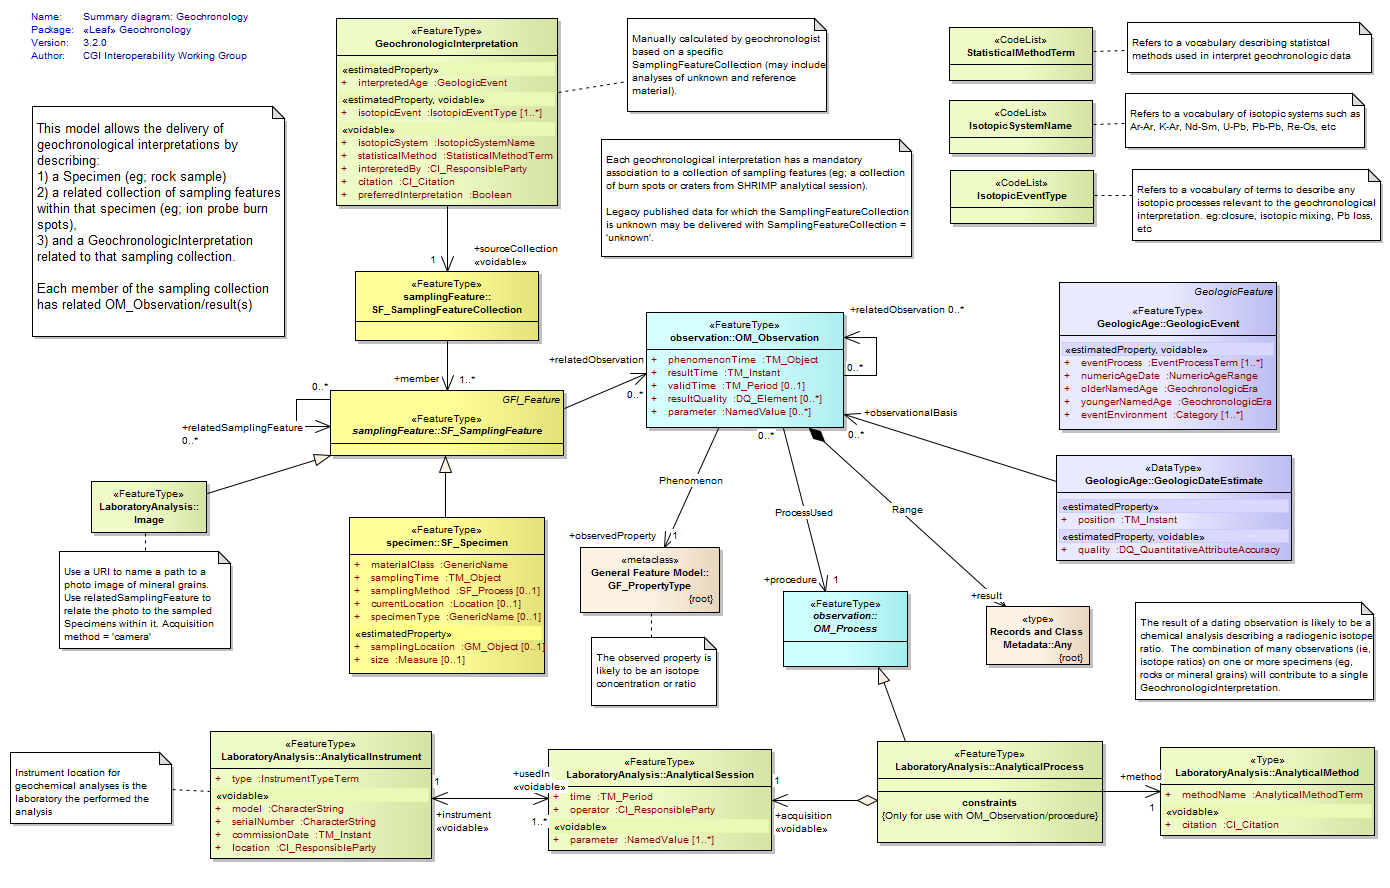 Name: Summary diagram: Geochronology
Package: «Leaf» Geochronology
Version: 3.2.0
Author: CGI Interoperability Working Group
This model allows the delivery of
geochronological interpretations by
describing:
1) a Specimen (eg; rock sample)
2) a related collection of sampling features
within that specimen (eg; ion probe burn
spots),
3) and a GeochronologicInterpretation
related to that sampling collection.
Each member of the sampling collection
has related OM_Observation/result(s)
«FeatureType»
GeochronologicInterpretation
«estimatedProperty»
+ interpretedAge :GeologicEvent
«estimatedProperty, voidable»
+ isotopicEvent :IsotopicEventType [1..*]
«voidable»
+ isotopicSystem :IsotopicSystemName
+ statisticalMethod :StatisticalMethodTerm
+ interpretedBy :CI_ResponsibleParty
+ citation :CI_Citation
+ preferredInterpretation :Boolean
Manually calculated by geochronologist
based on a specific
SamplingFeatureCollection (may include
analyses of unknown and reference
material).
Each geochronological interpretation has a mandatory
association to a collection of sampling features (eg; a collection
of burn spots or craters from SHRIMP analytical session).
Legacy published data for which the SamplingFeatureCollection
is unknown may be delivered with SamplingFeatureCollection =
'unknown'.
«CodeList»
StatisticalMethodTerm
Refers to a vocabulary describing statistcal
methods used in interpret geochronologic data
«CodeList»
IsotopicSystemName
Refers to a vocabulary of isotopic systems such as
Ar-Ar, K-Ar, Nd-Sm, U-Pb, Pb-Pb, Re-Os, etc
«CodeList»
IsotopicEventType
Refers to a vocabulary of terms to describe any
isotopic processes relevant to the geochronological
interpretation. eg:closure, isotopic mixing, Pb loss,
etc
+sourceCollection
1
«voidable»
«FeatureType»
samplingFeature::
SF_SamplingFeatureCollection
+member 1..*
GFI_Feature
«FeatureType»
samplingFeature::SF_SamplingFeature
0..*
+relatedSamplingFeature
0..*
+relatedObservation
0..*
«FeatureType»
observation::OM_Observation
+ phenomenonTime :TM_Object
+ resultTime :TM_Instant
+ validTime :TM_Period [0..1]
+ resultQuality :DQ_Element [0..*]
+ parameter :NamedValue [0..*]
+relatedObservation 0..*
0..*
+observationalBasis
0..*
0..*
GeologicFeature
«FeatureType»
GeologicAge::GeologicEvent
«estimatedProperty, voidable»
+ eventProcess :EventProcessTerm [1..*]
+ numericAgeDate :NumericAgeRange
+ olderNamedAge :GeochronologicEra
+ youngerNamedAge :GeochronologicEra
+ eventEnvironment :Category [1..*]
«DataType»
GeologicAge::GeologicDateEstimate
«estimatedProperty»
+ position :TM_Instant
«estimatedProperty, voidable»
+ quality :DQ_QuantitativeAttributeAccuracy
«FeatureType»
LaboratoryAnalysis::
Image
Use a URI to name a path to a
photo image of mineral grains.
Use relatedSamplingFeature to
relate the photo to the sampled
Specimens within it. Acquisition
method = 'camera'
«FeatureType»
specimen::SF_Specimen
+ materialClass :GenericName
+ samplingTime :TM_Object
+ samplingMethod :SF_Process [0..1]
+ currentLocation :Location [0..1]
+ specimenType :GenericName [0..1]
«estimatedProperty»
+ samplingLocation :GM_Object [0..1]
+ size :Measure [0..1]
Phenomenon
+observedProperty 1
«metaclass»
General Feature Model::
GF_PropertyType
{root}
The observed property is
likely to be an isotope
concentration or ratio
ProcessUsed
+procedure 1
«FeatureType»
observation::
OM_Process
Range
+result
«type»
Records and Class
Metadata::Any
{root}
The result of a dating observation is likely to be a
chemical analysis describing a radiogenic isotope
ratio. The combination of many observations (ie,
isotope ratios) on one or more specimens (eg,
rocks or mineral grains) will contribute to a single
GeochronologicInterpretation.
Instrument location for
geochemical analyses is the
laboratory the performed the
analysis
«FeatureType»
LaboratoryAnalysis::AnalyticalInstrument
+ type :InstrumentTypeTerm
«voidable»
+ model :CharacterString
+ serialNumber :CharacterString
+ commissionDate :TM_Instant
+ location :CI_ResponsibleParty
1
+instrument
«voidable»
+usedIn
«voidable»
1..*
«FeatureType»
LaboratoryAnalysis::AnalyticalSession
+ time :TM_Period
+ operator :CI_ResponsibleParty
«voidable»
+ parameter :NamedValue [1..*]
1
+acquisition
«voidable»
«FeatureType»
LaboratoryAnalysis::AnalyticalProcess
constraints
{Only for use with OM_Observation/procedure}
+method
1
«Type»
LaboratoryAnalysis::AnalyticalMethod
+ methodName :AnalyticalMethodTerm
«voidable»
+ citation :CI_Citation